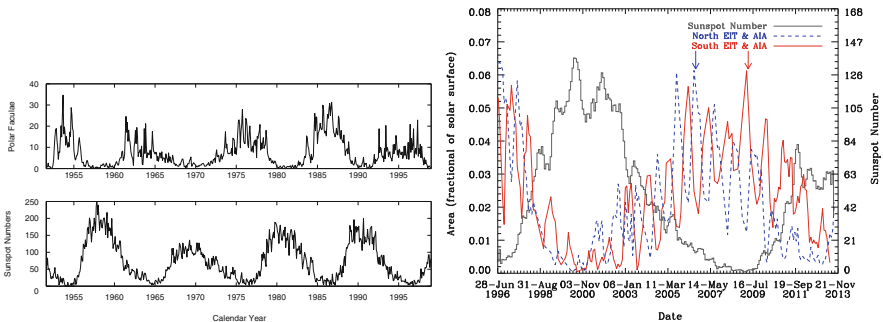 Polar Faculae
40
30
20
10
0
1955 1960 1965 1970 1975 1980 1985 1990 1995
Sunspot Numbers
250
200
150
100
50
0
1955 1960 1965 1970 1975 1980 1985 1990 1995
Calendar Year
Area (fractional of solar surface)
0.08
0.07
0.06
0.05
0.04
0.03
0.02
0.01
0.00
Sunspot Number
North EIT & AIA
South EIT & AIA
168
147
126
105
84
63
42
21
0
Sunspot Number
28-Jun 31-Aug 03-Nov 06-Jan 11-Mar 14-May 16-Jul 19-Sep 21-Nov
1996 1998 2000 2003 2005 2007 2009 2011 2013
Date